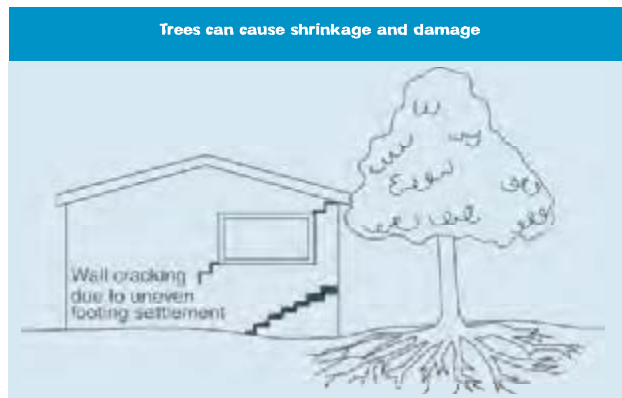 Trees can cause shrinkage and damage
Wall cracking
due to uneven
footing settlement